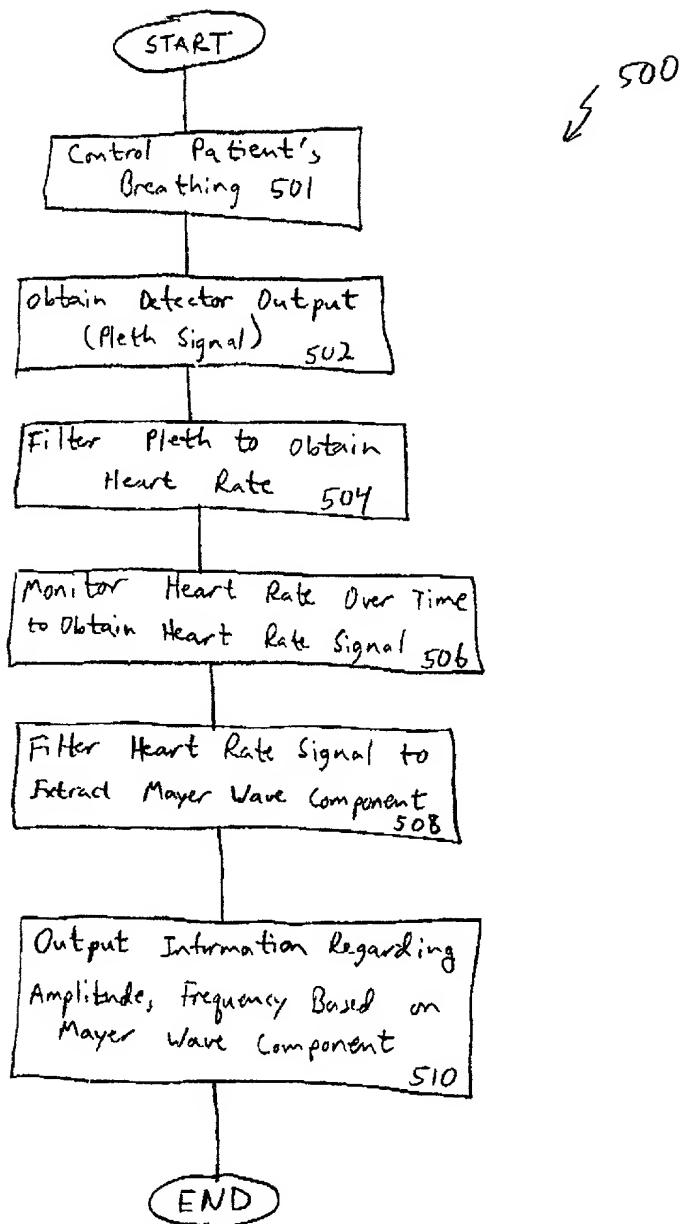 START
500
Control Patient's
Breathing 501
Obtain Detector Output
(Pleth Signal)
502
Filter Pleth to Obtain
Heart Rate
504
Monitor Heart Rate Over Time
to Obtain Heart Rate Signal 506
Filter Heart Rate Signal to
Extract Mayer Wave Component
508
Output Information Regarding
Amplitude, Frequency Based on
Mayer Wave Component
510
END